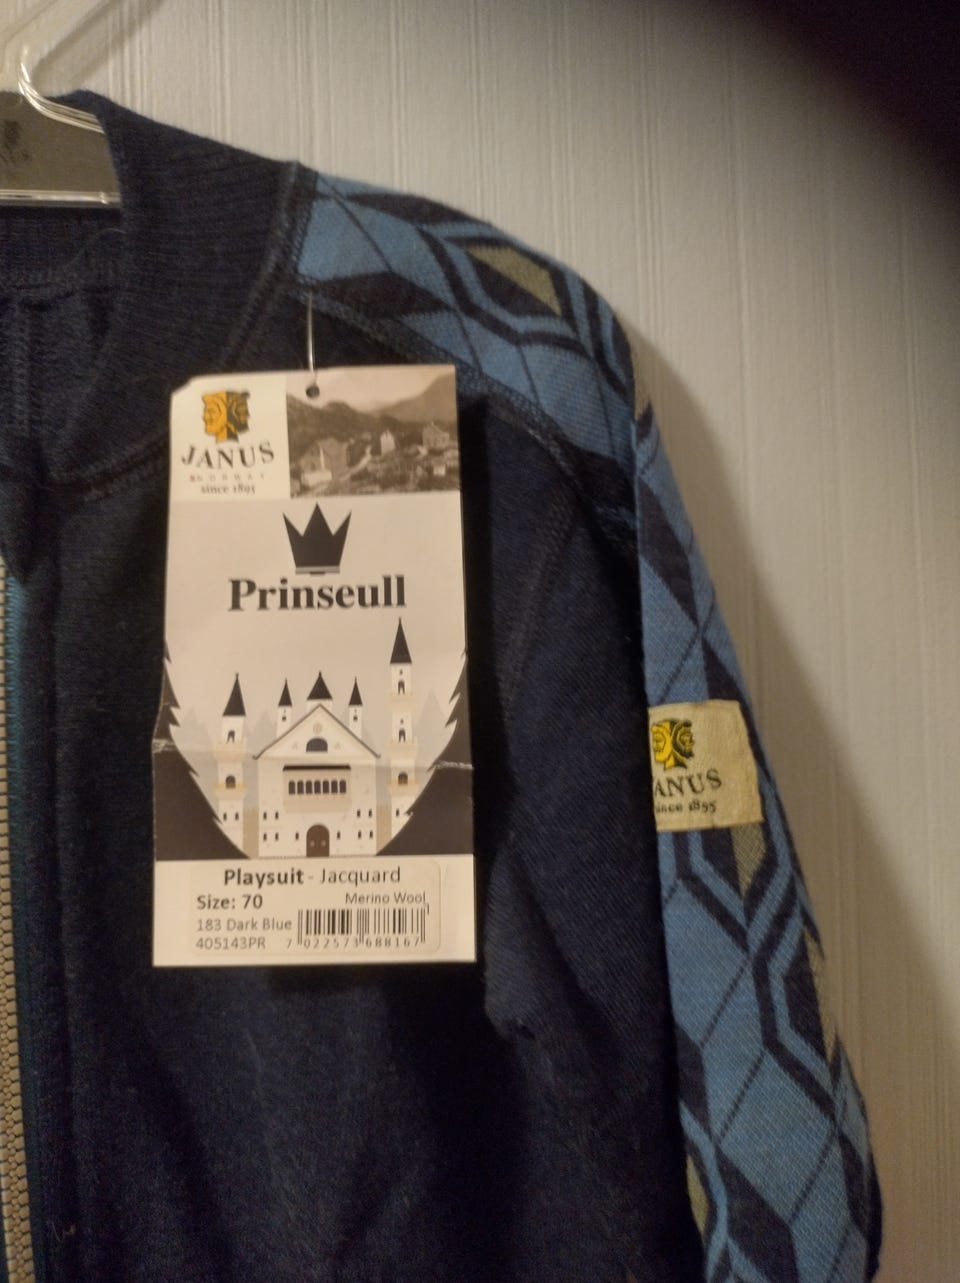 JANUS
NORWAY
since 1895
Prinseull
Playsuit - Jacquard
Size: 70
Merino Wool
183 Dark Blue
405143PR
7 022573 688167
JANUS
since 1895